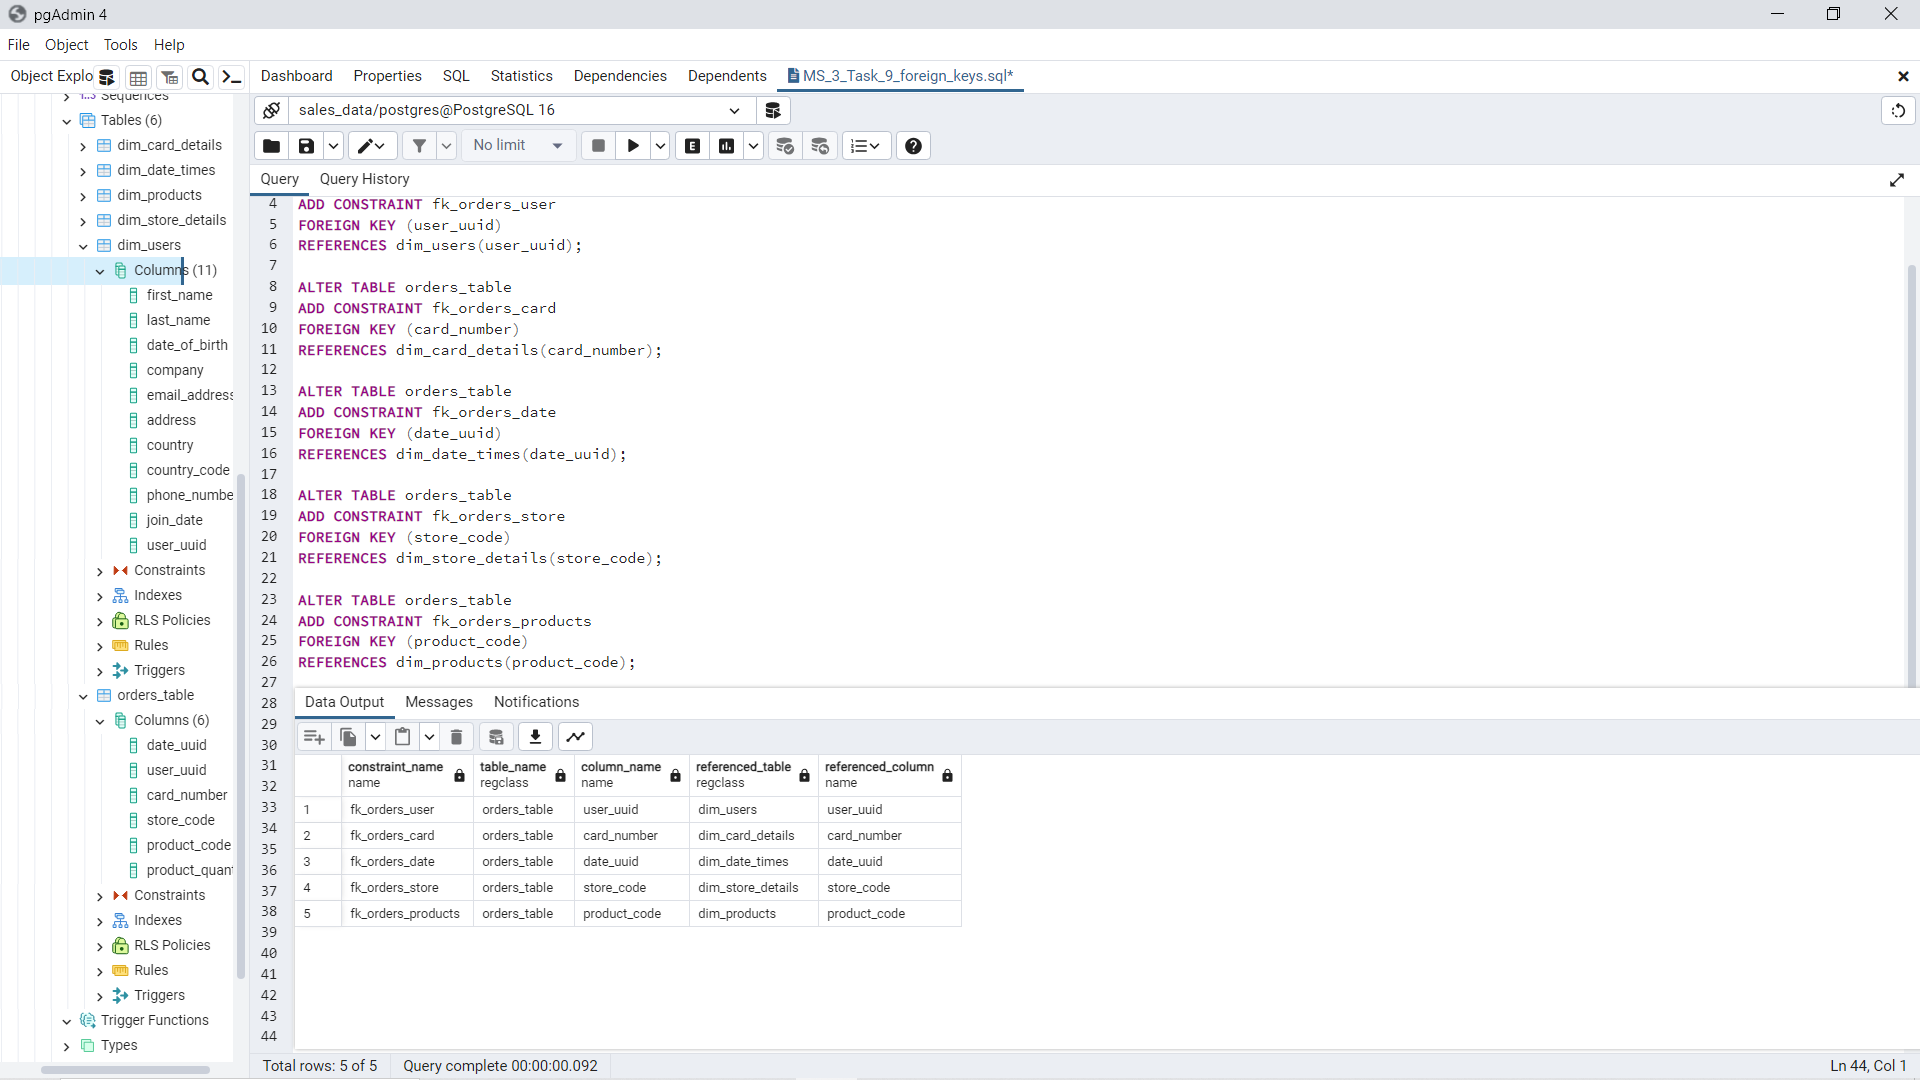 pgAdmin 4
File Object Tools Help
Object Explo
Dashboard Properties SQL Statistics Dependencies Dependents MS_3_Task_9_foreign_keys.sql*
sales_data/postgres@PostgreSQL 16
No limit
E
Query Query History
Sequences
Tables (6)
dim_card_details
dim_date_times
dim_products
dim_store_details
dim_users
Columns (11)
first_name
last_name
date_of_birth
company
email_address
address
country
country_code
phone_numbe
join_date
user_uuid
Constraints
Indexes
RLS Policies
Rules
Triggers
orders_table
Columns (6)
date_uuid
user_uuid
card_number
store_code
product_code
product_quant
Constraints
Indexes
RLS Policies
Rules
Triggers
Trigger Functions
Types
4 ADD CONSTRAINT fk_orders_user
5 FOREIGN KEY (user_uuid)
6 REFERENCES dim_users(user_uuid);
7
8 ALTER TABLE orders_table
9 ADD CONSTRAINT fk_orders_card
10 FOREIGN KEY (card_number)
11 REFERENCES dim_card_details(card_number);
12
13 ALTER TABLE orders_table
14 ADD CONSTRAINT fk_orders_date
15 FOREIGN KEY (date_uuid)
16 REFERENCES dim_date_times(date_uuid);
17
18 ALTER TABLE orders_table
19 ADD CONSTRAINT fk_orders_store
20 FOREIGN KEY (store_code)
21 REFERENCES dim_store_details(store_code);
22
23 ALTER TABLE orders_table
24 ADD CONSTRAINT fk_orders_products
25 FOREIGN KEY (product_code)
26 REFERENCES dim_products(product_code);
27
28
29
30
31
32
33
34
35
36
37
38
39
40
41
42
43
44
Data Output Messages Notifications
constraint_name table_name column_name referenced_table referenced_column
name regclass name regclass name
1 fk_orders_user orders_table user_uuid dim_users user_uuid
2 fk_orders_card orders_table card_number dim_card_details card_number
3 fk_orders_date orders_table date_uuid dim_date_times date_uuid
4 fk_orders_store orders_table store_code dim_store_details store_code
5 fk_orders_products orders_table product_code dim_products product_code
Total rows: 5 of 5 Query complete 00:00:00.092 Ln 44, Col 1